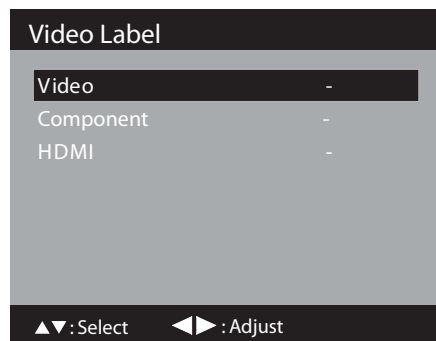 Video Label
Video -
Component -
HDMI -
▲▼: Select ◀▶: Adjust